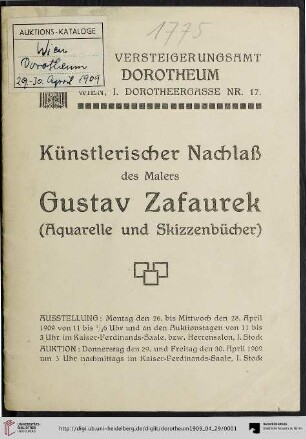 AUKTIONS-KATALOGE
Wien
Dorotheum
29.-30. April 1909
1775
VERSTEIGERUNGSAMT
DOROTHEUM
WIEN, I. DOROTHEERGASSE NR. 17.
Künstlerischer Nachlaß
des Malers
Gustav Zafaurek
(Aquarelle und Skizzenbücher)
AUSSTELLUNG: Montag den 26. bis Mittwoch den 28. April
1909 von 11 bis ½6 Uhr und an den Auktionstagen von 11 bis
3 Uhr im Kaiser-Ferdinands-Saale, bzw. Herrensalon, I. Stock
AUKTION: Donnerstag den 29. und Freitag den 30. April 1909
um 3 Uhr nachmittags im Kaiser-Ferdinands-Saale, I. Stock
UNIVERSITÄTS-
BIBLIOTHEK
HEIDELBERG
http://digi.ub.uni-heidelberg.de/diglit/dorotheum1909_04_29/0001